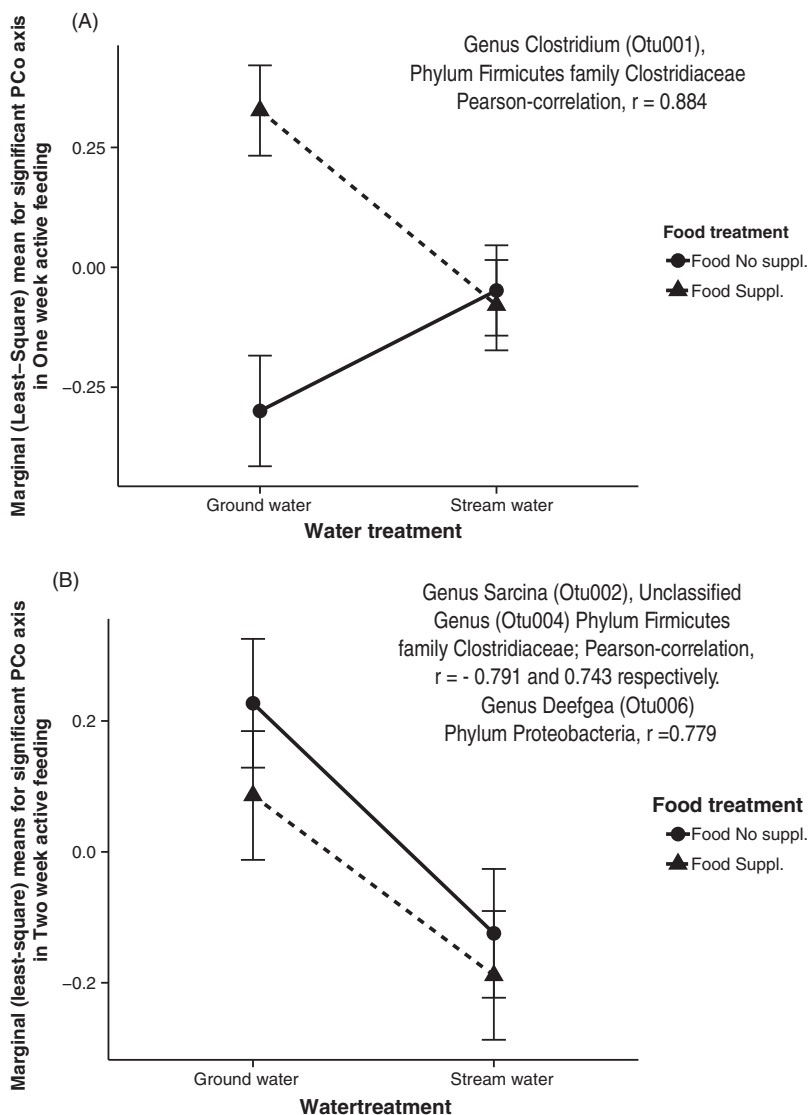 (A)
Genus Clostridium (Otu001),
Phylum Firmicutes family Clostridiaceae
Pearson-correlation, r = 0.884
Marginal (Least–Square) mean for significant PCo axis
in One week active feeding
0.25
0.00
−0.25
Food treatment
Food No suppl.
Food Suppl.
Ground water
Stream water
Water treatment
(B)
Genus Sarcina (Otu002), Unclassified
Genus (Otu004) Phylum Firmicutes
family Clostridiaceae; Pearson-correlation,
r = - 0.791 and 0.743 respectively.
Genus Deefgea (Otu006)
Phylum Proteobacteria, r =0.779
Marginal (least-square) means for significant PCo axis
in Two week active feeding
0.2
0.0
−0.2
Food treatment
Food No suppl.
Food Suppl.
Ground water
Stream water
Watertreatment